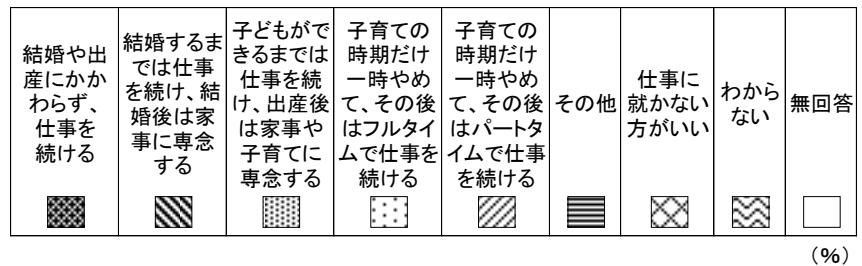 結婚や出
産にかか
わらず、
仕事を
続ける
結婚するま
では仕事
を続け、結
婚後は家
事に専念
する
子どもがで
きるまでは
仕事を続
け、出産後
は家事や
子育てに
専念する
子育ての
時期だけ
一時やめ
て、その後
はフルタイ
ムで仕事を
続ける
子育ての
時期だけ
一時やめ
て、その後
はパートタ
イムで仕事
を続ける
その他
仕事に
就かない
方がいい
わから
ない
無回答
(%)